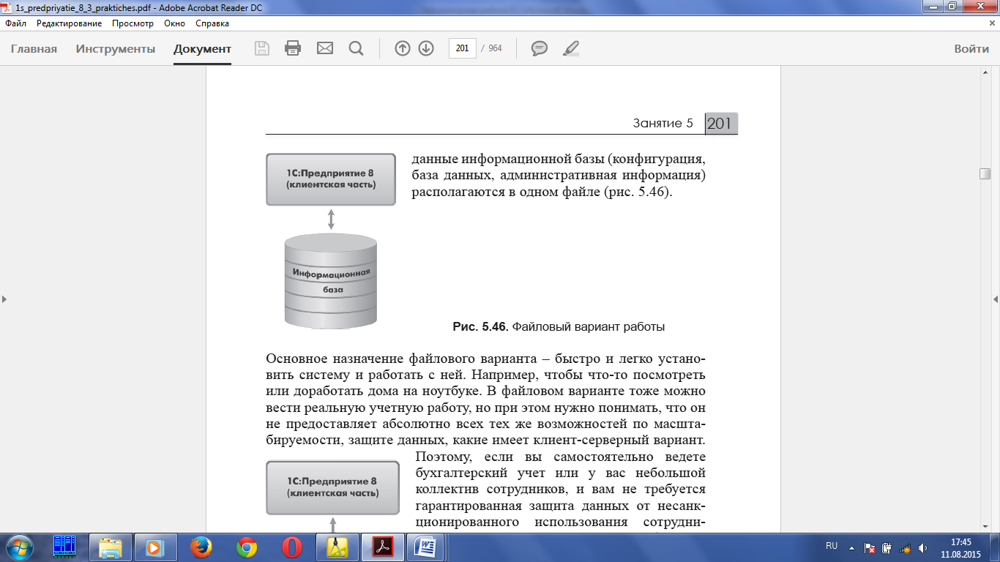 1s_predpriyatie_8_3_praktiches.pdf - Adobe Acrobat Reader DC
Файл Редактирование Просмотр Окно Справка
Главная Инструменты Документ 201 / 964 Войти
Занятие 5 201
1С:Предприятие 8
(клиентская часть)
Информационная
база
данные информационной базы (конфигурация,
база данных, административная информация)
располагаются в одном файле (рис. 5.46).
Рис. 5.46. Файловый вариант работы
Основное назначение файлового варианта – быстро и легко устано-
вить систему и работать с ней. Например, чтобы что-то посмотреть
или доработать дома на ноутбуке. В файловом варианте тоже можно
вести реальную учетную работу, но при этом нужно понимать, что он
не предоставляет абсолютно всех тех же возможностей по масшта-
бируемости, защите данных, какие имеет клиент-серверный вариант.
Поэтому, если вы самостоятельно ведете
бухгалтерский учет или у вас небольшой
коллектив сотрудников, и вам не требуется
гарантированная защита данных от несанк-
ционированного использования сотрудни-
1С:Предприятие 8
(клиентская часть)
RU
17:45
11.08.2015